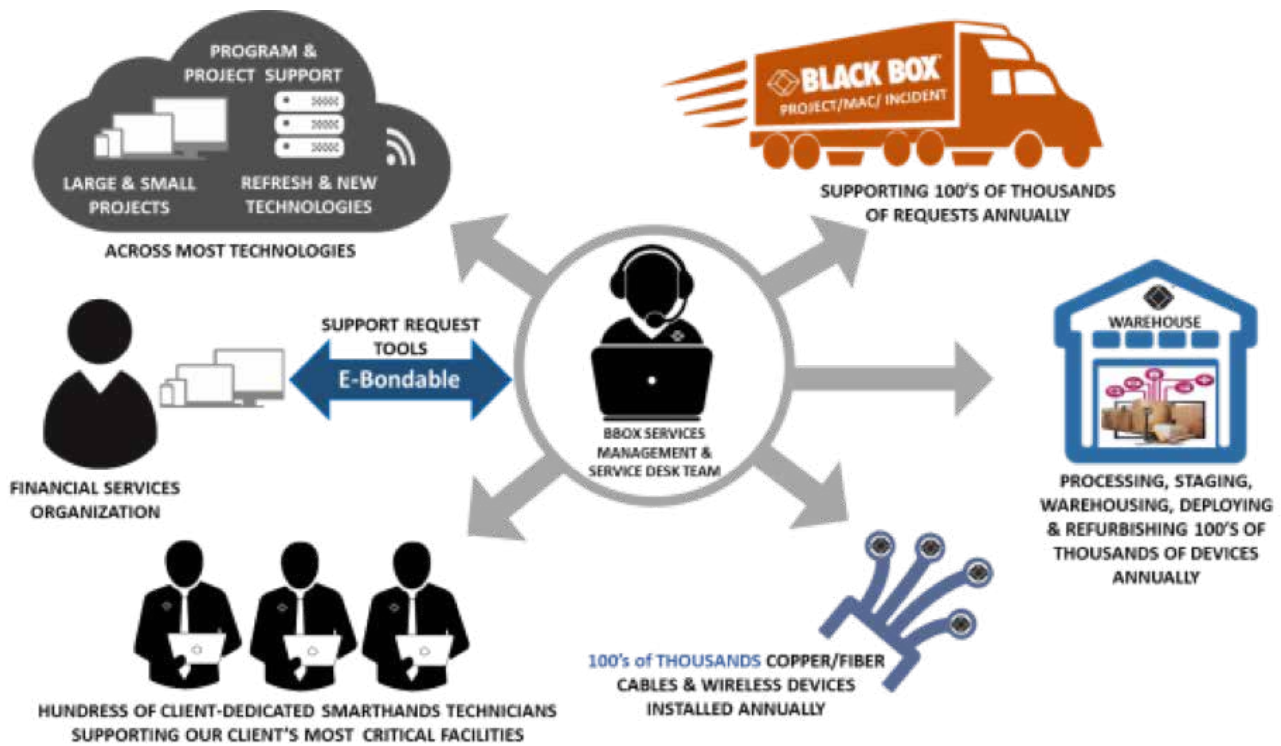 PROGRAM &
PROJECT SUPPORT
LARGE & SMALL
PROJECTS
REFRESH & NEW
TECHNOLOGIES
ACROSS MOST TECHNOLOGIES
BLACK BOX
PROJECT/MAC/ INCIDENT
SUPPORTING 100'S OF THOUSANDS
OF REQUESTS ANNUALLY
SUPPORT REQUEST
TOOLS
E-Bondable
FINANCIAL SERVICES
ORGANIZATION
BBOX SERVICES
MANAGEMENT &
SERVICE DESK TEAM
WAREHOUSE
PROCESSING, STAGING,
WAREHOUSING, DEPLOYING
& REFURBISHING 100'S OF
THOUSANDS OF DEVICES
ANNUALLY
HUNDRESS OF CLIENT-DEDICATED SMARTHANDS TECHNICIANS
SUPPORTING OUR CLIENT'S MOST CRITICAL FACILITIES
100's of THOUSANDS COPPER/FIBER
CABLES & WIRELESS DEVICES
INSTALLED ANNUALLY